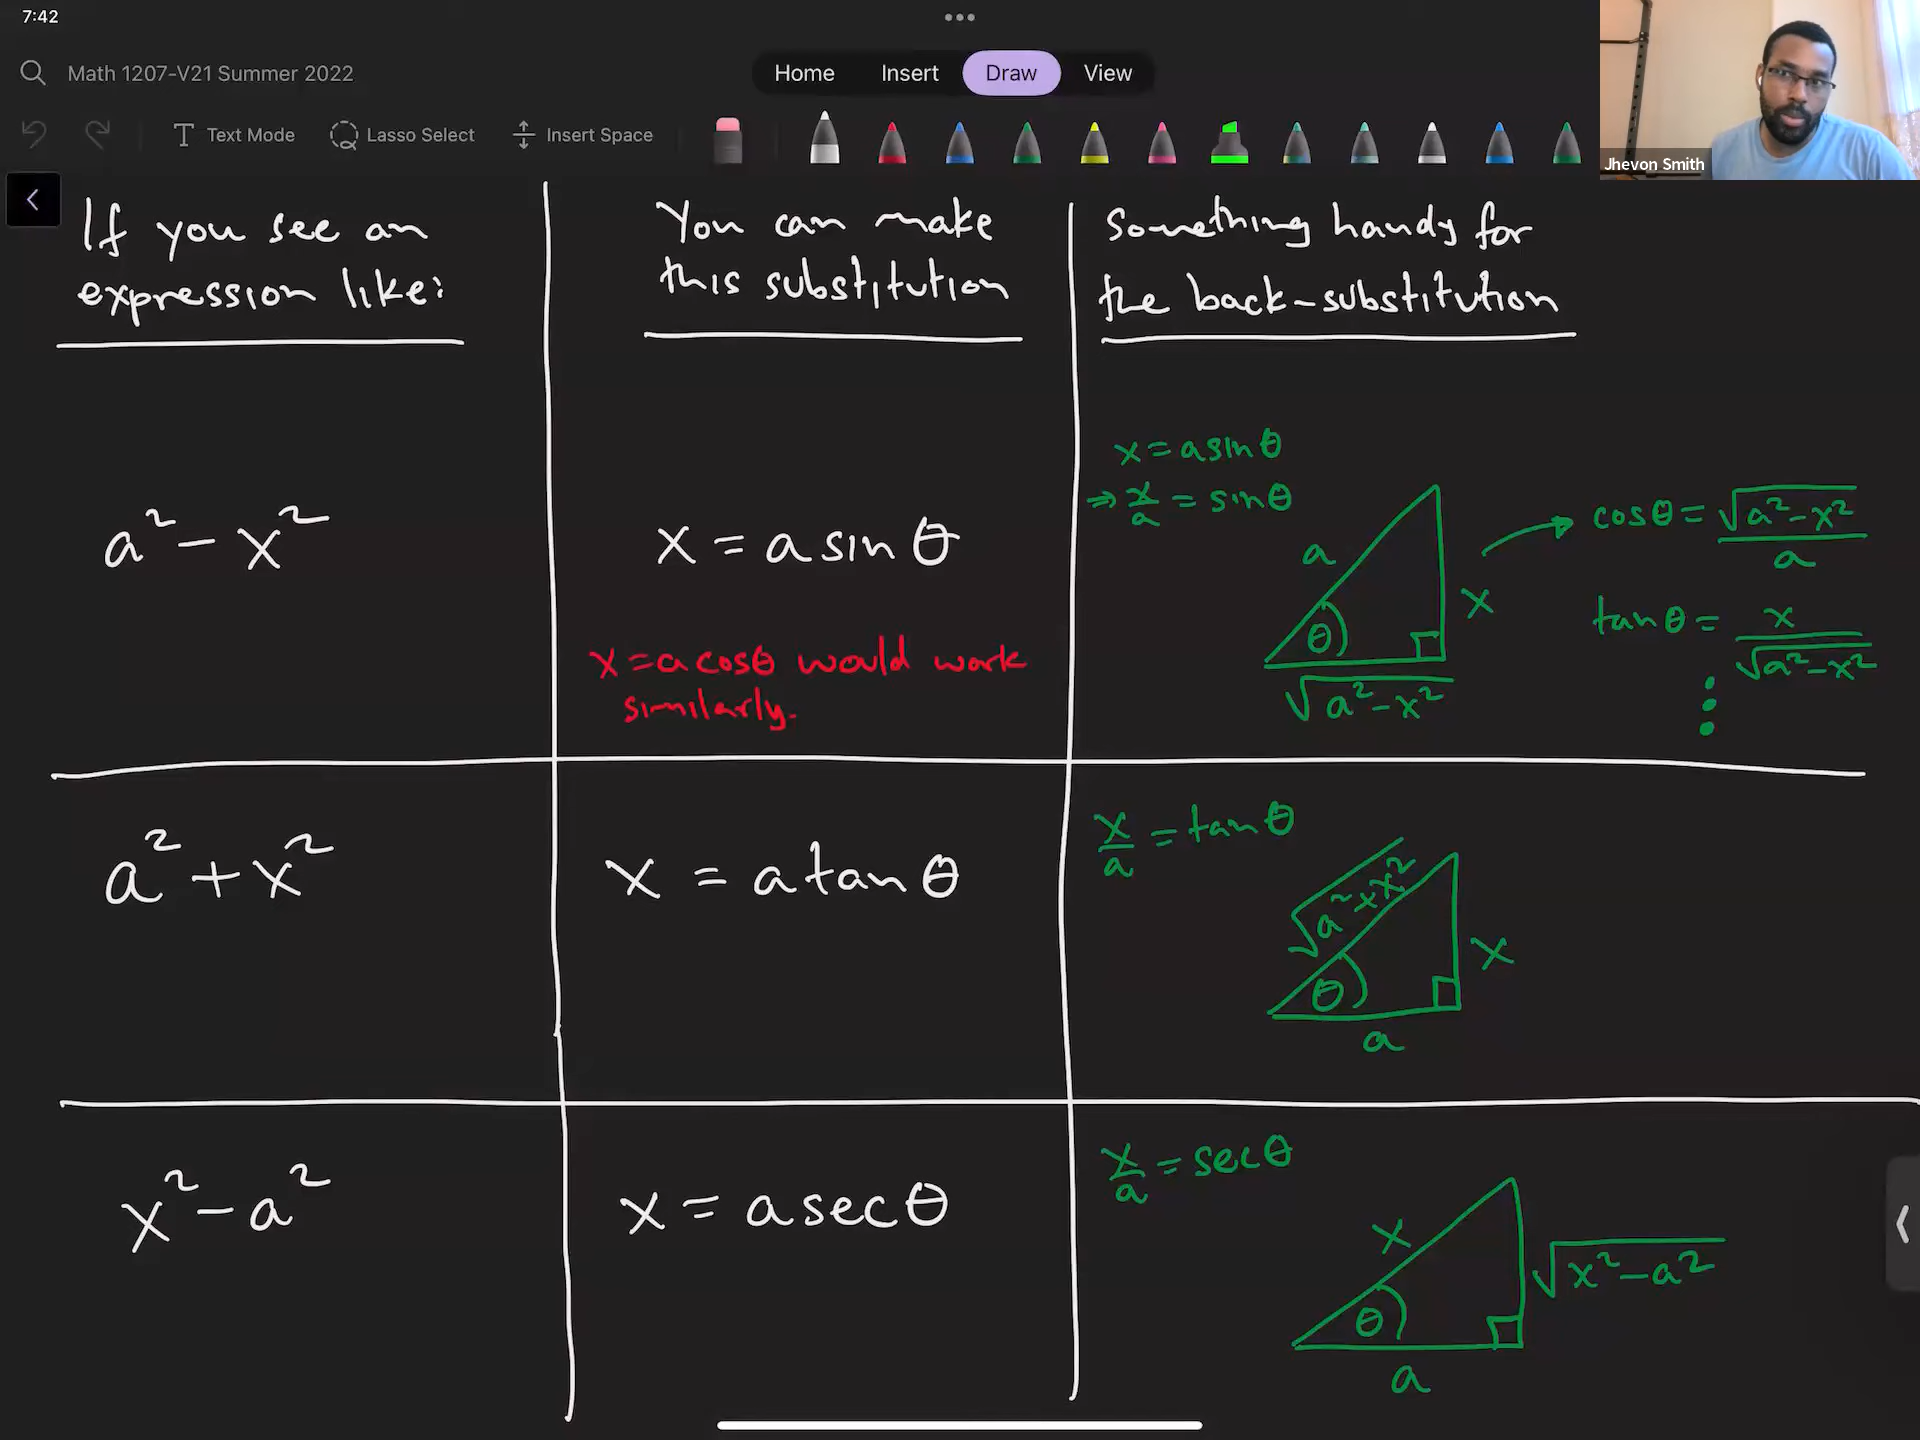 7:42
Math 1207-V21 Summer 2022
Home Insert Draw View
Text Mode Lasso Select Insert Space
Jhevon Smith
If you see an
expression like:
You can make
this substitution
Something handy for
the back-substitution
a² - x²
x = a sin θ
x = a cosθ would work
similarly.
x = a sin θ
⇒ x/a = sin θ
a
x
θ
√(a² - x²)
cos θ = √(a² - x²)/a
tan θ = x/√(a² - x²)
⋮
a² + x²
x = a tan θ
x/a = tan θ
√(a² + x²)
x
θ
a
x² - a²
x = a sec θ
x/a = sec θ
x
√(x² - a²)
θ
a